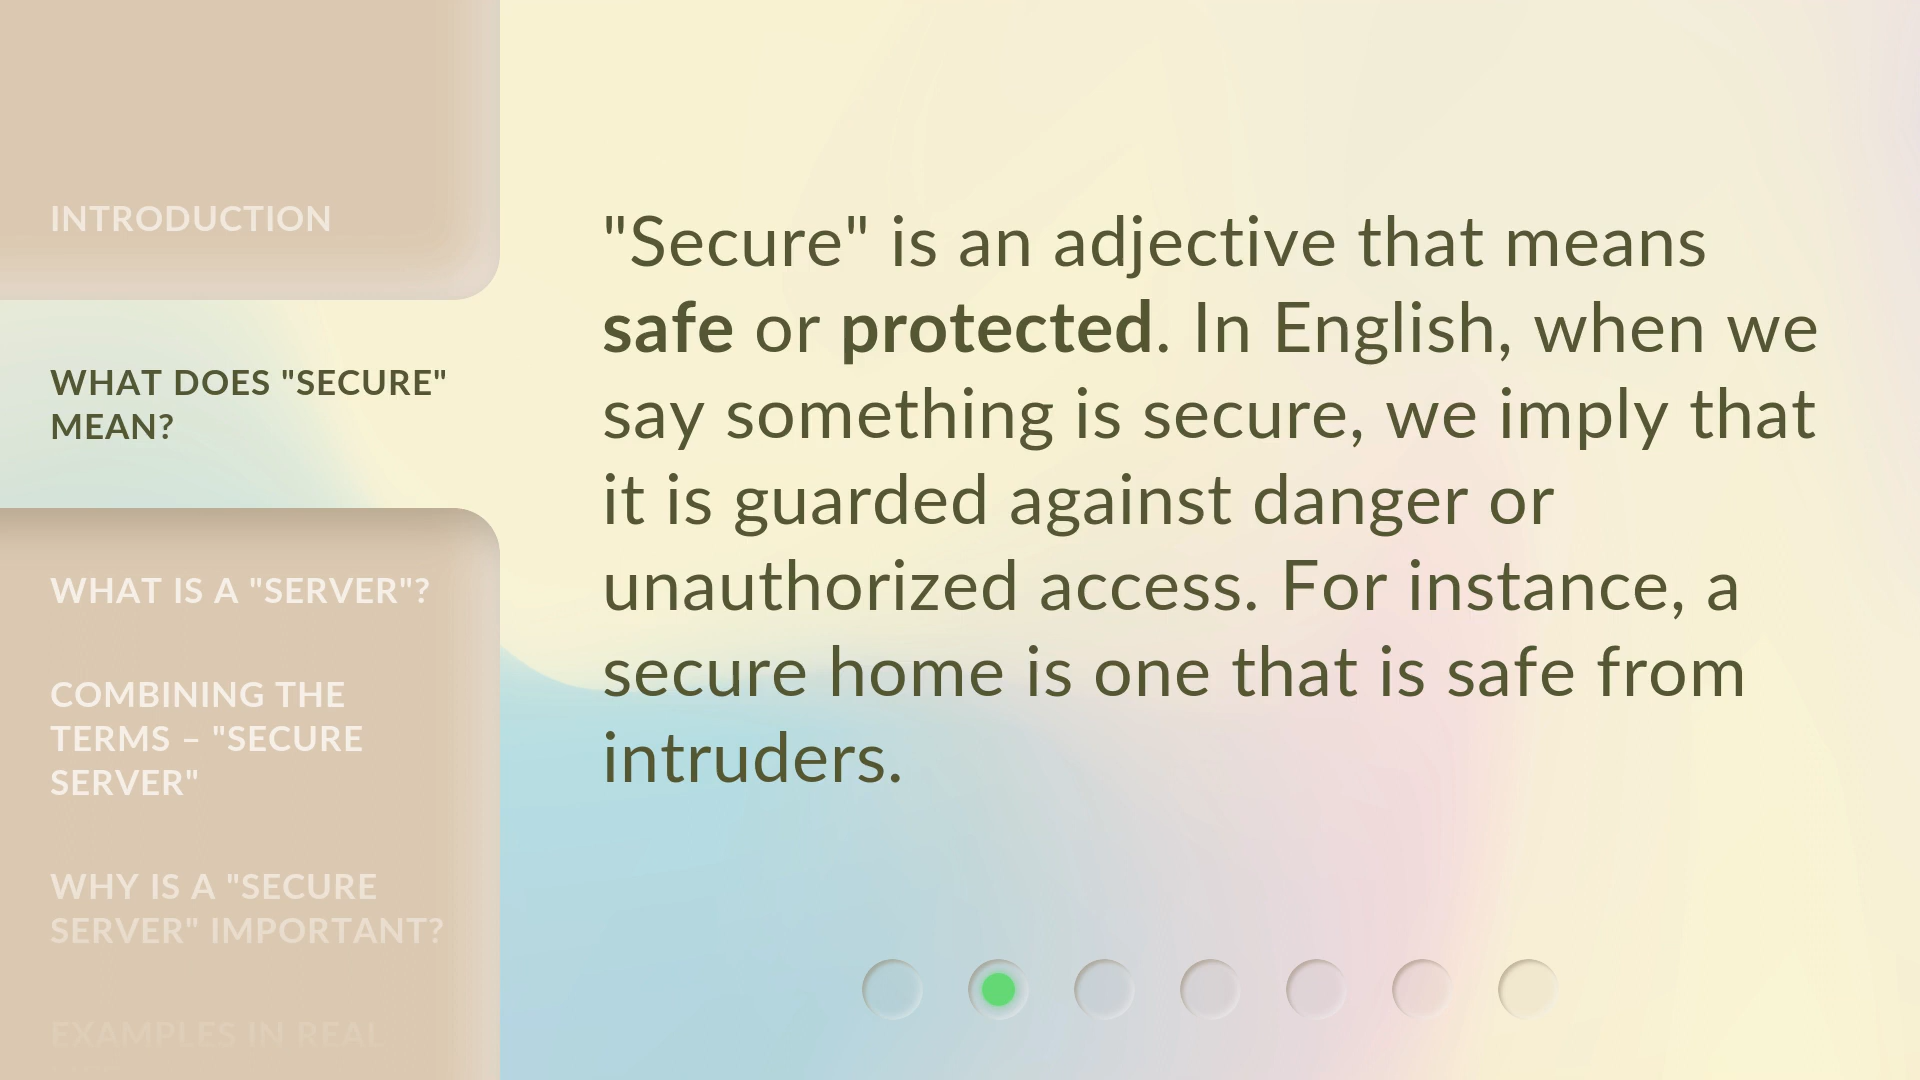 INTRODUCTION
WHAT DOES "SECURE"
MEAN?
WHAT IS A "SERVER"?
COMBINING THE
TERMS – "SECURE
SERVER"
WHY IS A "SECURE
SERVER" IMPORTANT?
EXAMPLES IN REAL
"Secure" is an adjective that means
safe or protected. In English, when we
say something is secure, we imply that
it is guarded against danger or
unauthorized access. For instance, a
secure home is one that is safe from
intruders.